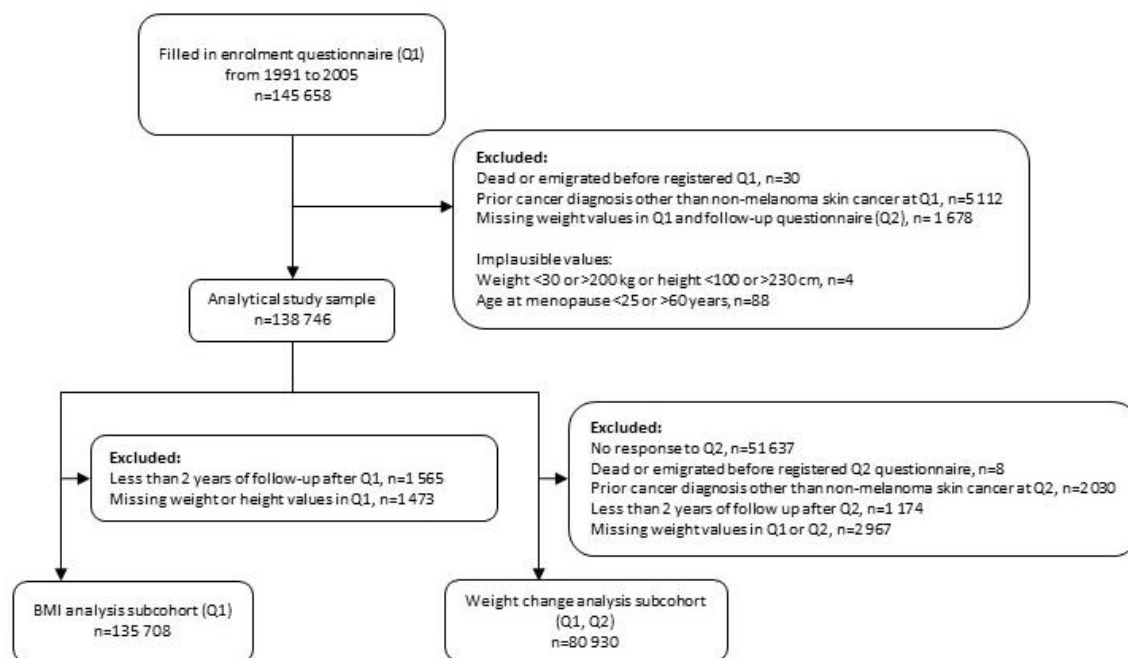 Filled in enrolment questionnaire (Q1)
from 1991 to 2005
n=145 658
Excluded:
Dead or emigrated before registered Q1, n=30
Prior cancer diagnosis other than non-melanoma skin cancer at Q1, n=5 112
Missing weight values in Q1 and follow-up questionnaire (Q2), n= 1 678
Implausible values:
Weight <30 or >200 kg or height <100 or >230 cm, n=4
Age at menopause <25 or >60 years, n=88
Analytical study sample
n=138 746
Excluded:
Less than 2 years of follow-up after Q1, n=1 565
Missing weight or height values in Q1, n=1 473
Excluded:
No response to Q2, n=51 637
Dead or emigrated before registered Q2 questionnaire, n=8
Prior cancer diagnosis other than non-melanoma skin cancer at Q2, n=2 030
Less than 2 years of follow up after Q2, n=1 174
Missing weight values in Q1 or Q2, n=2 967
BMI analysis subcohort (Q1)
n=135 708
Weight change analysis subcohort
(Q1, Q2)
n=80 930